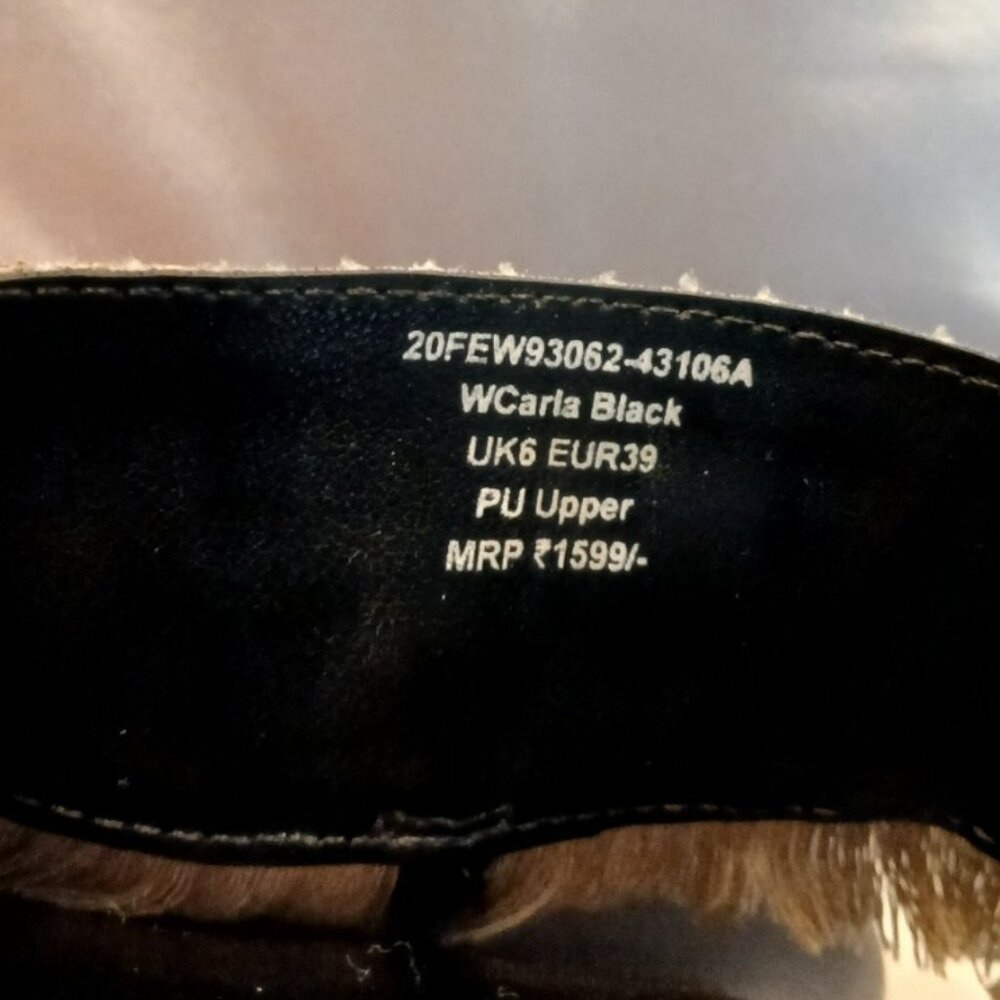 20FEW93062-43106A
WCarla Black
UK6 EUR39
PU Upper
MRP ₹1599/-